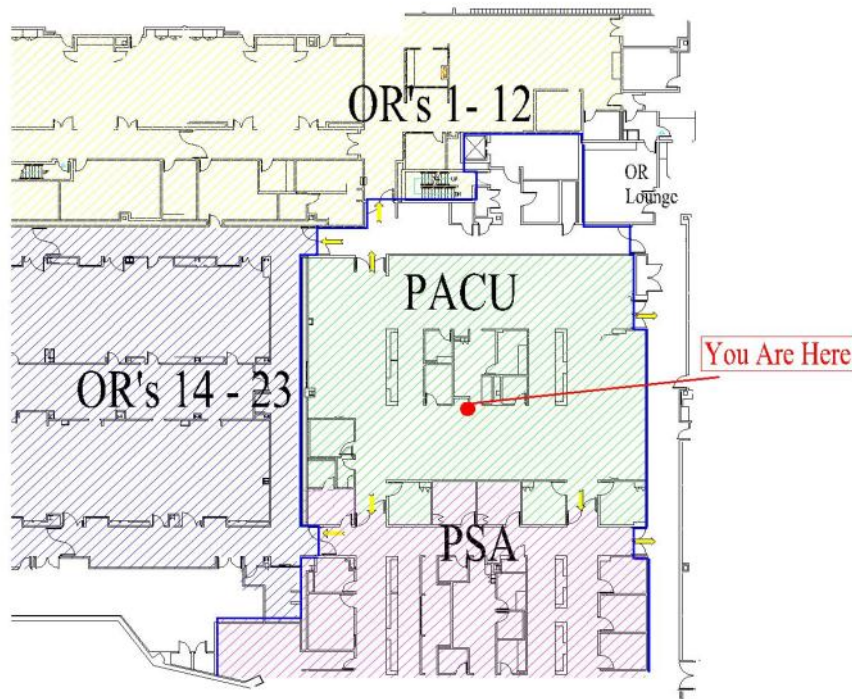 OR's 1- 12
OR
Lounge
PACU
You Are Here
OR's 14 - 23
PSA